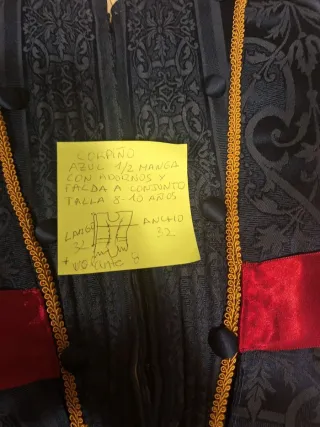 CORPIÑO
AZUL 1/2 MANGA
CON ADORNOS Y
FALDA A CONJUNTO
TALLA 8-10 AÑOS
LARGO
32
ANCHO
32